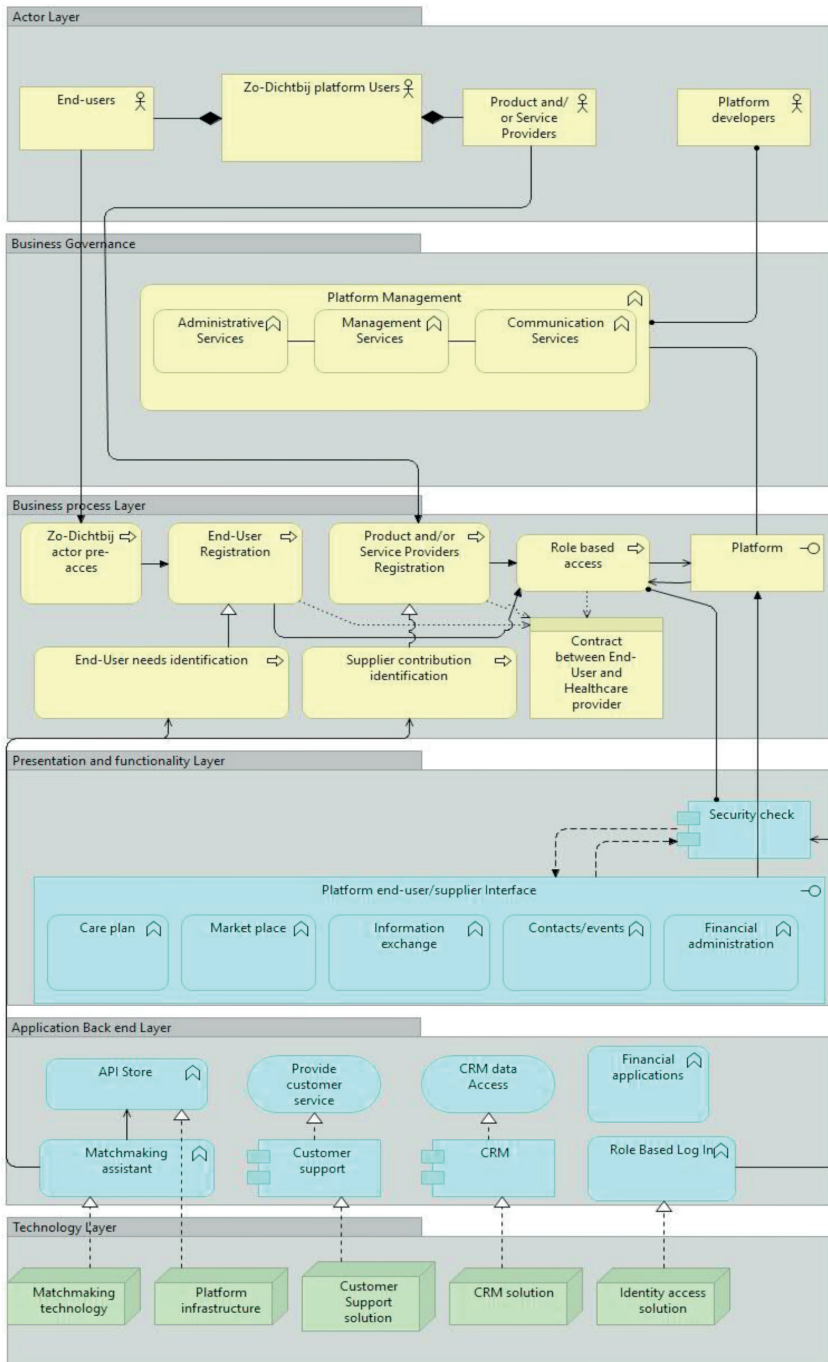 Actor Layer
End-users
Zo-Dichtbij platform Users
Product and/
or Service
Providers
Platform
developers
Business Governance
Platform Management
Administrative
Services
Management
Services
Communication
Services
Business process Layer
Zo-Dichtbij
actor pre-
acces
End-User
Registration
Product and/or
Service Providers
Registration
Role based
access
Platform
End-User needs identification
Supplier contribution
identification
Contract
between End-
User and
Healthcare
provider
Presentation and functionality Layer
Security check
Platform end-user/supplier Interface
Care plan
Market place
Information
exchange
Contacts/events
Financial
administration
Application Back end Layer
API Store
Provide
customer
service
CRM data
Access
Financial
applications
Matchmaking
assistant
Customer
support
CRM
Role Based Log In
Technology Layer
Matchmaking
technology
Platform
infrastructure
Customer
Support
solution
CRM solution
Identity access
solution